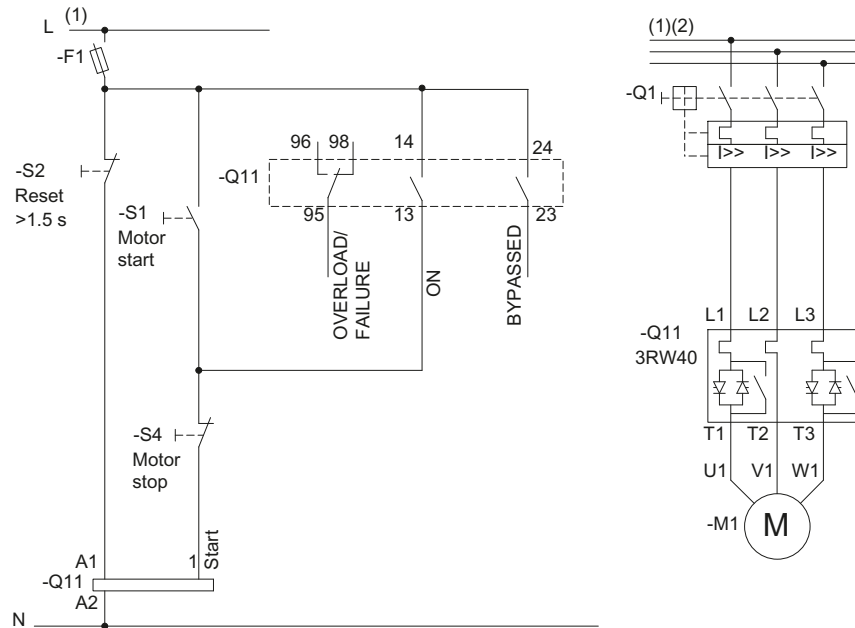 L (1)
-F1
-S2
Reset
>1.5 s
-S1
Motor
start
96 98
14
24
-Q11
95
13
23
OVERLOAD/
FAILURE
ON
BYPASSED
-S4
Motor
stop
A1
1
Start
-Q11
A2
N
(1)(2)
-Q1
I>> I>> I>>
L1 L2 L3
-Q11
3RW40
T1 T2 T3
U1 V1 W1
-M1
M